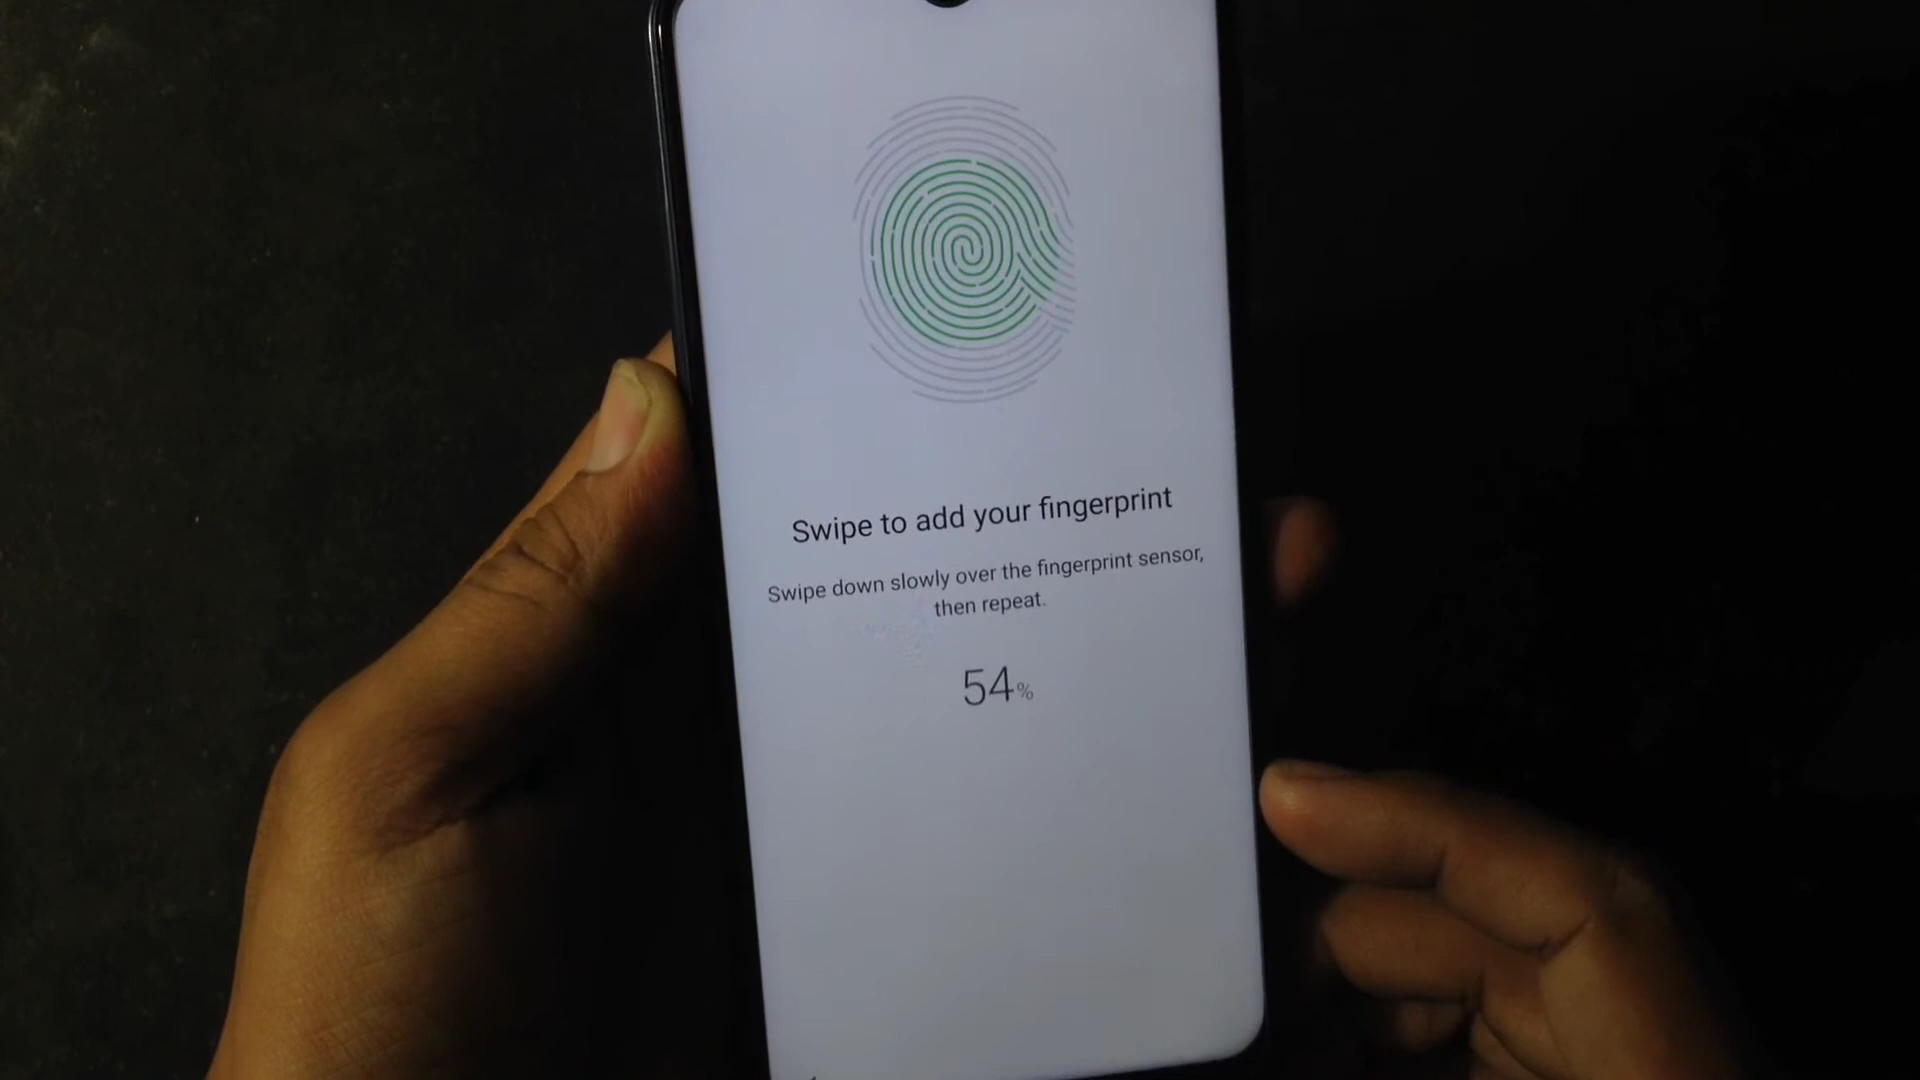 Swipe to add your fingerprint
Swipe down slowly over the fingerprint sensor,
then repeat.
54%